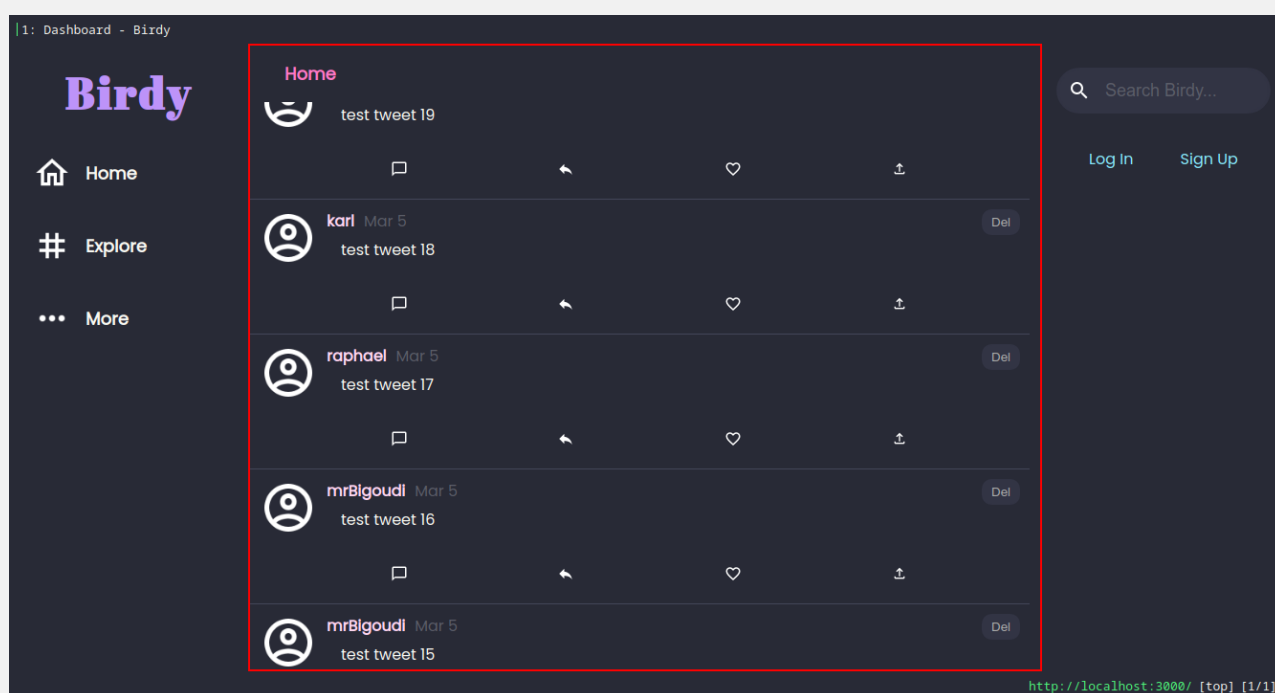 |1: Dashboard - Birdy
Birdy
Home
Explore
More
Home
test tweet 19
karl Mar 5 Del
test tweet 18
raphael Mar 5 Del
test tweet 17
mrBigoudi Mar 5 Del
test tweet 16
mrBigoudi Mar 5 Del
test tweet 15
Search Birdy...
Log In Sign Up
http://localhost:3000/ [top] [1/1]